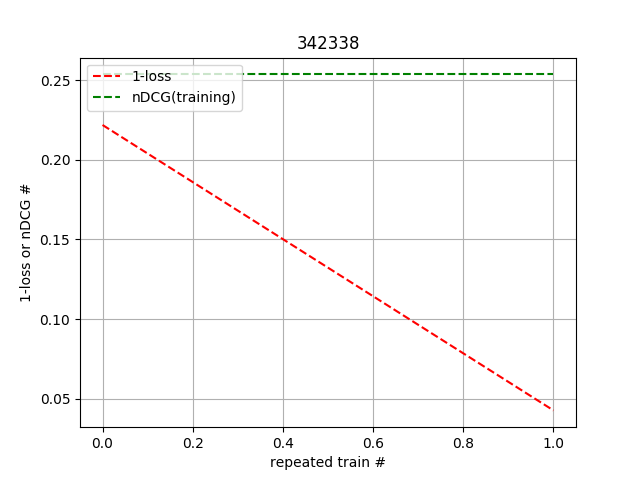 342338
1-loss
nDCG(training)
0.25
0.20
0.15
0.10
0.05
1-loss or nDCG #
0.0 0.2 0.4 0.6 0.8 1.0
repeated train #